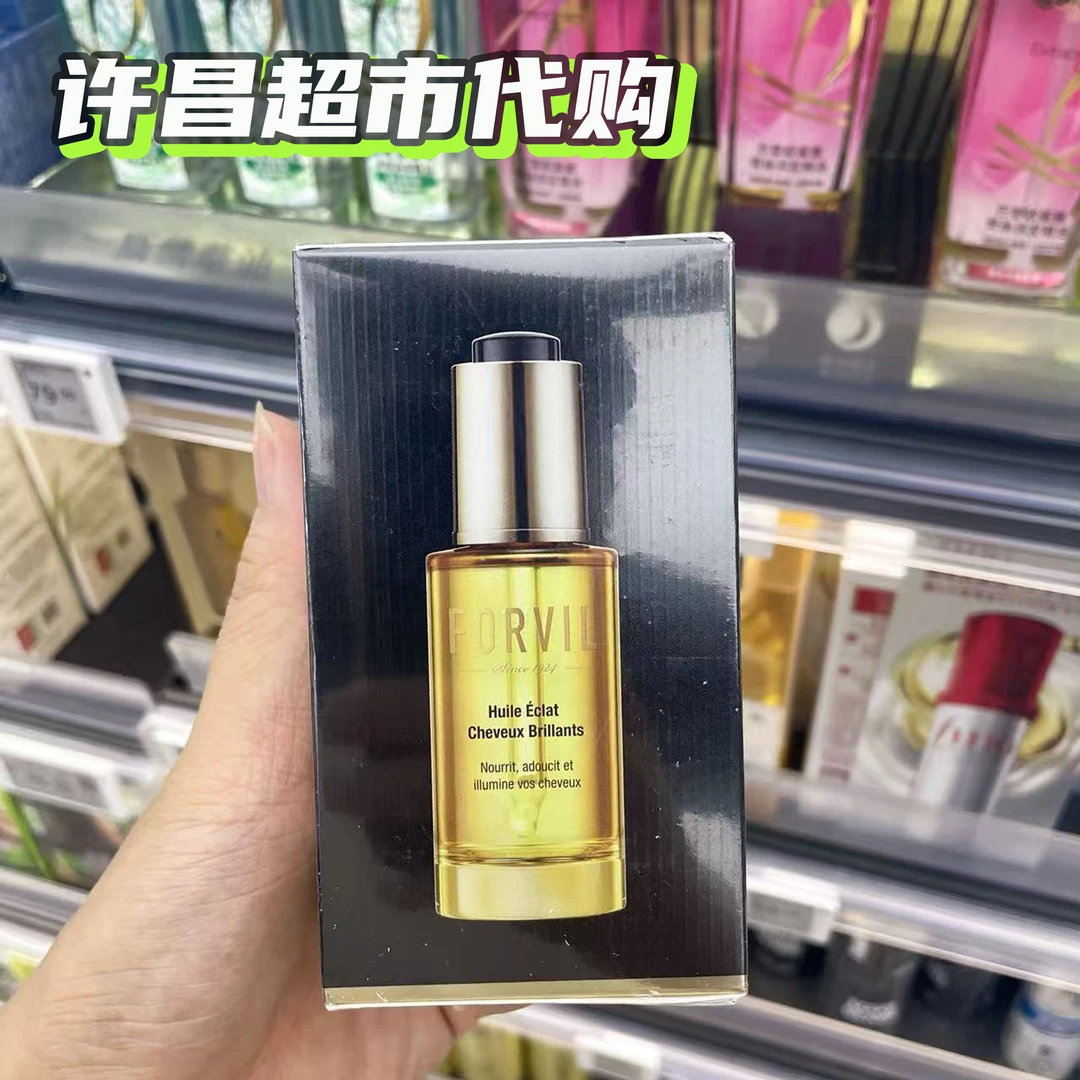 许昌超市代购
79
FORVIL
Since 1924
Huile Éclat
Cheveux Brillants
Nourrit, adoucit et
illumine vos cheveux